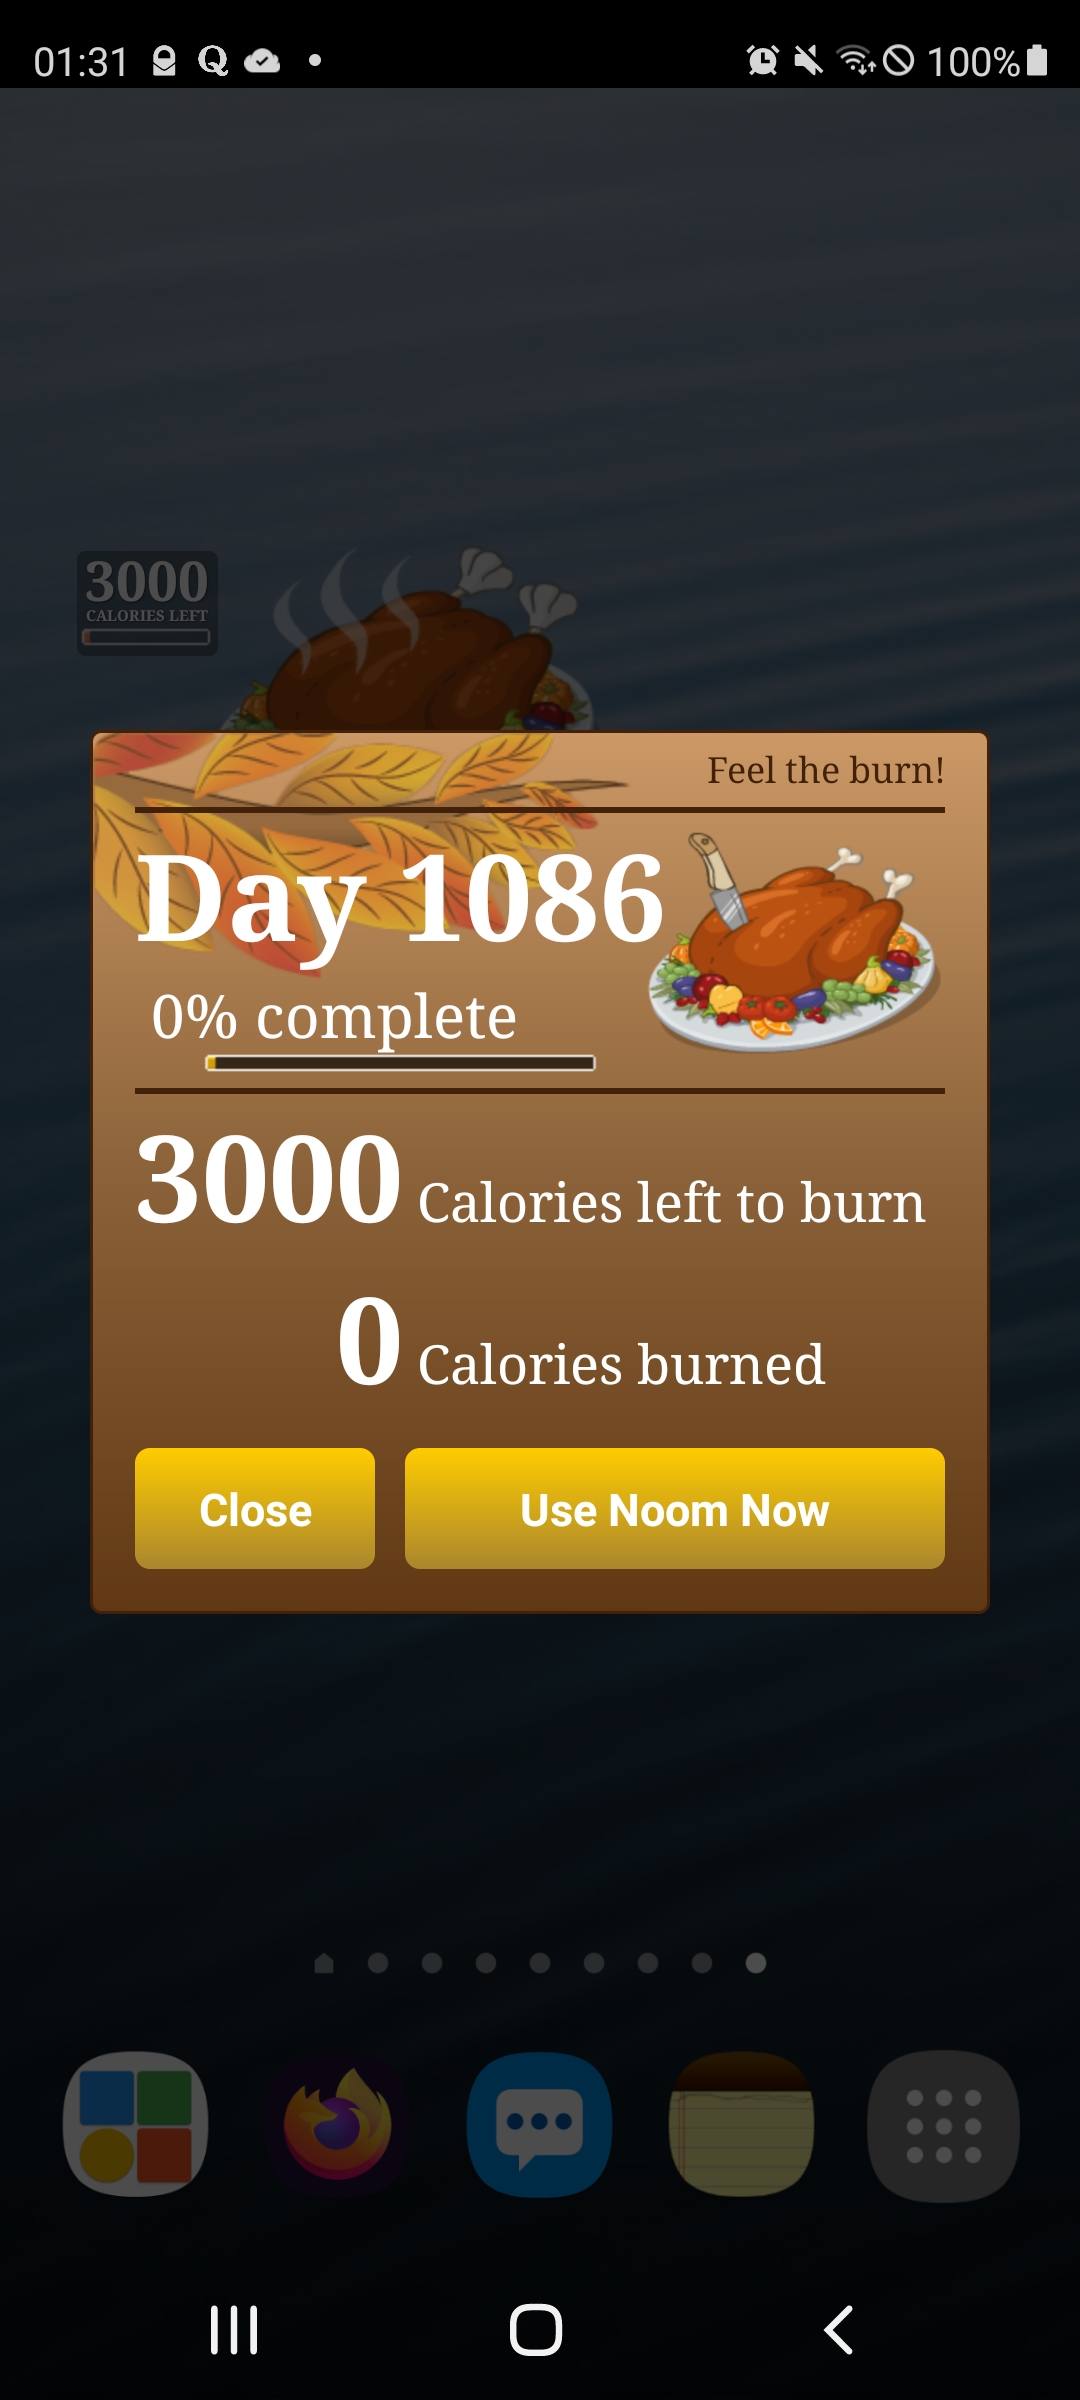 01:31
100%
3000
CALORIES LEFT
Feel the burn!
Day 1086
0% complete
3000 Calories left to burn
0 Calories burned
Close
Use Noom Now